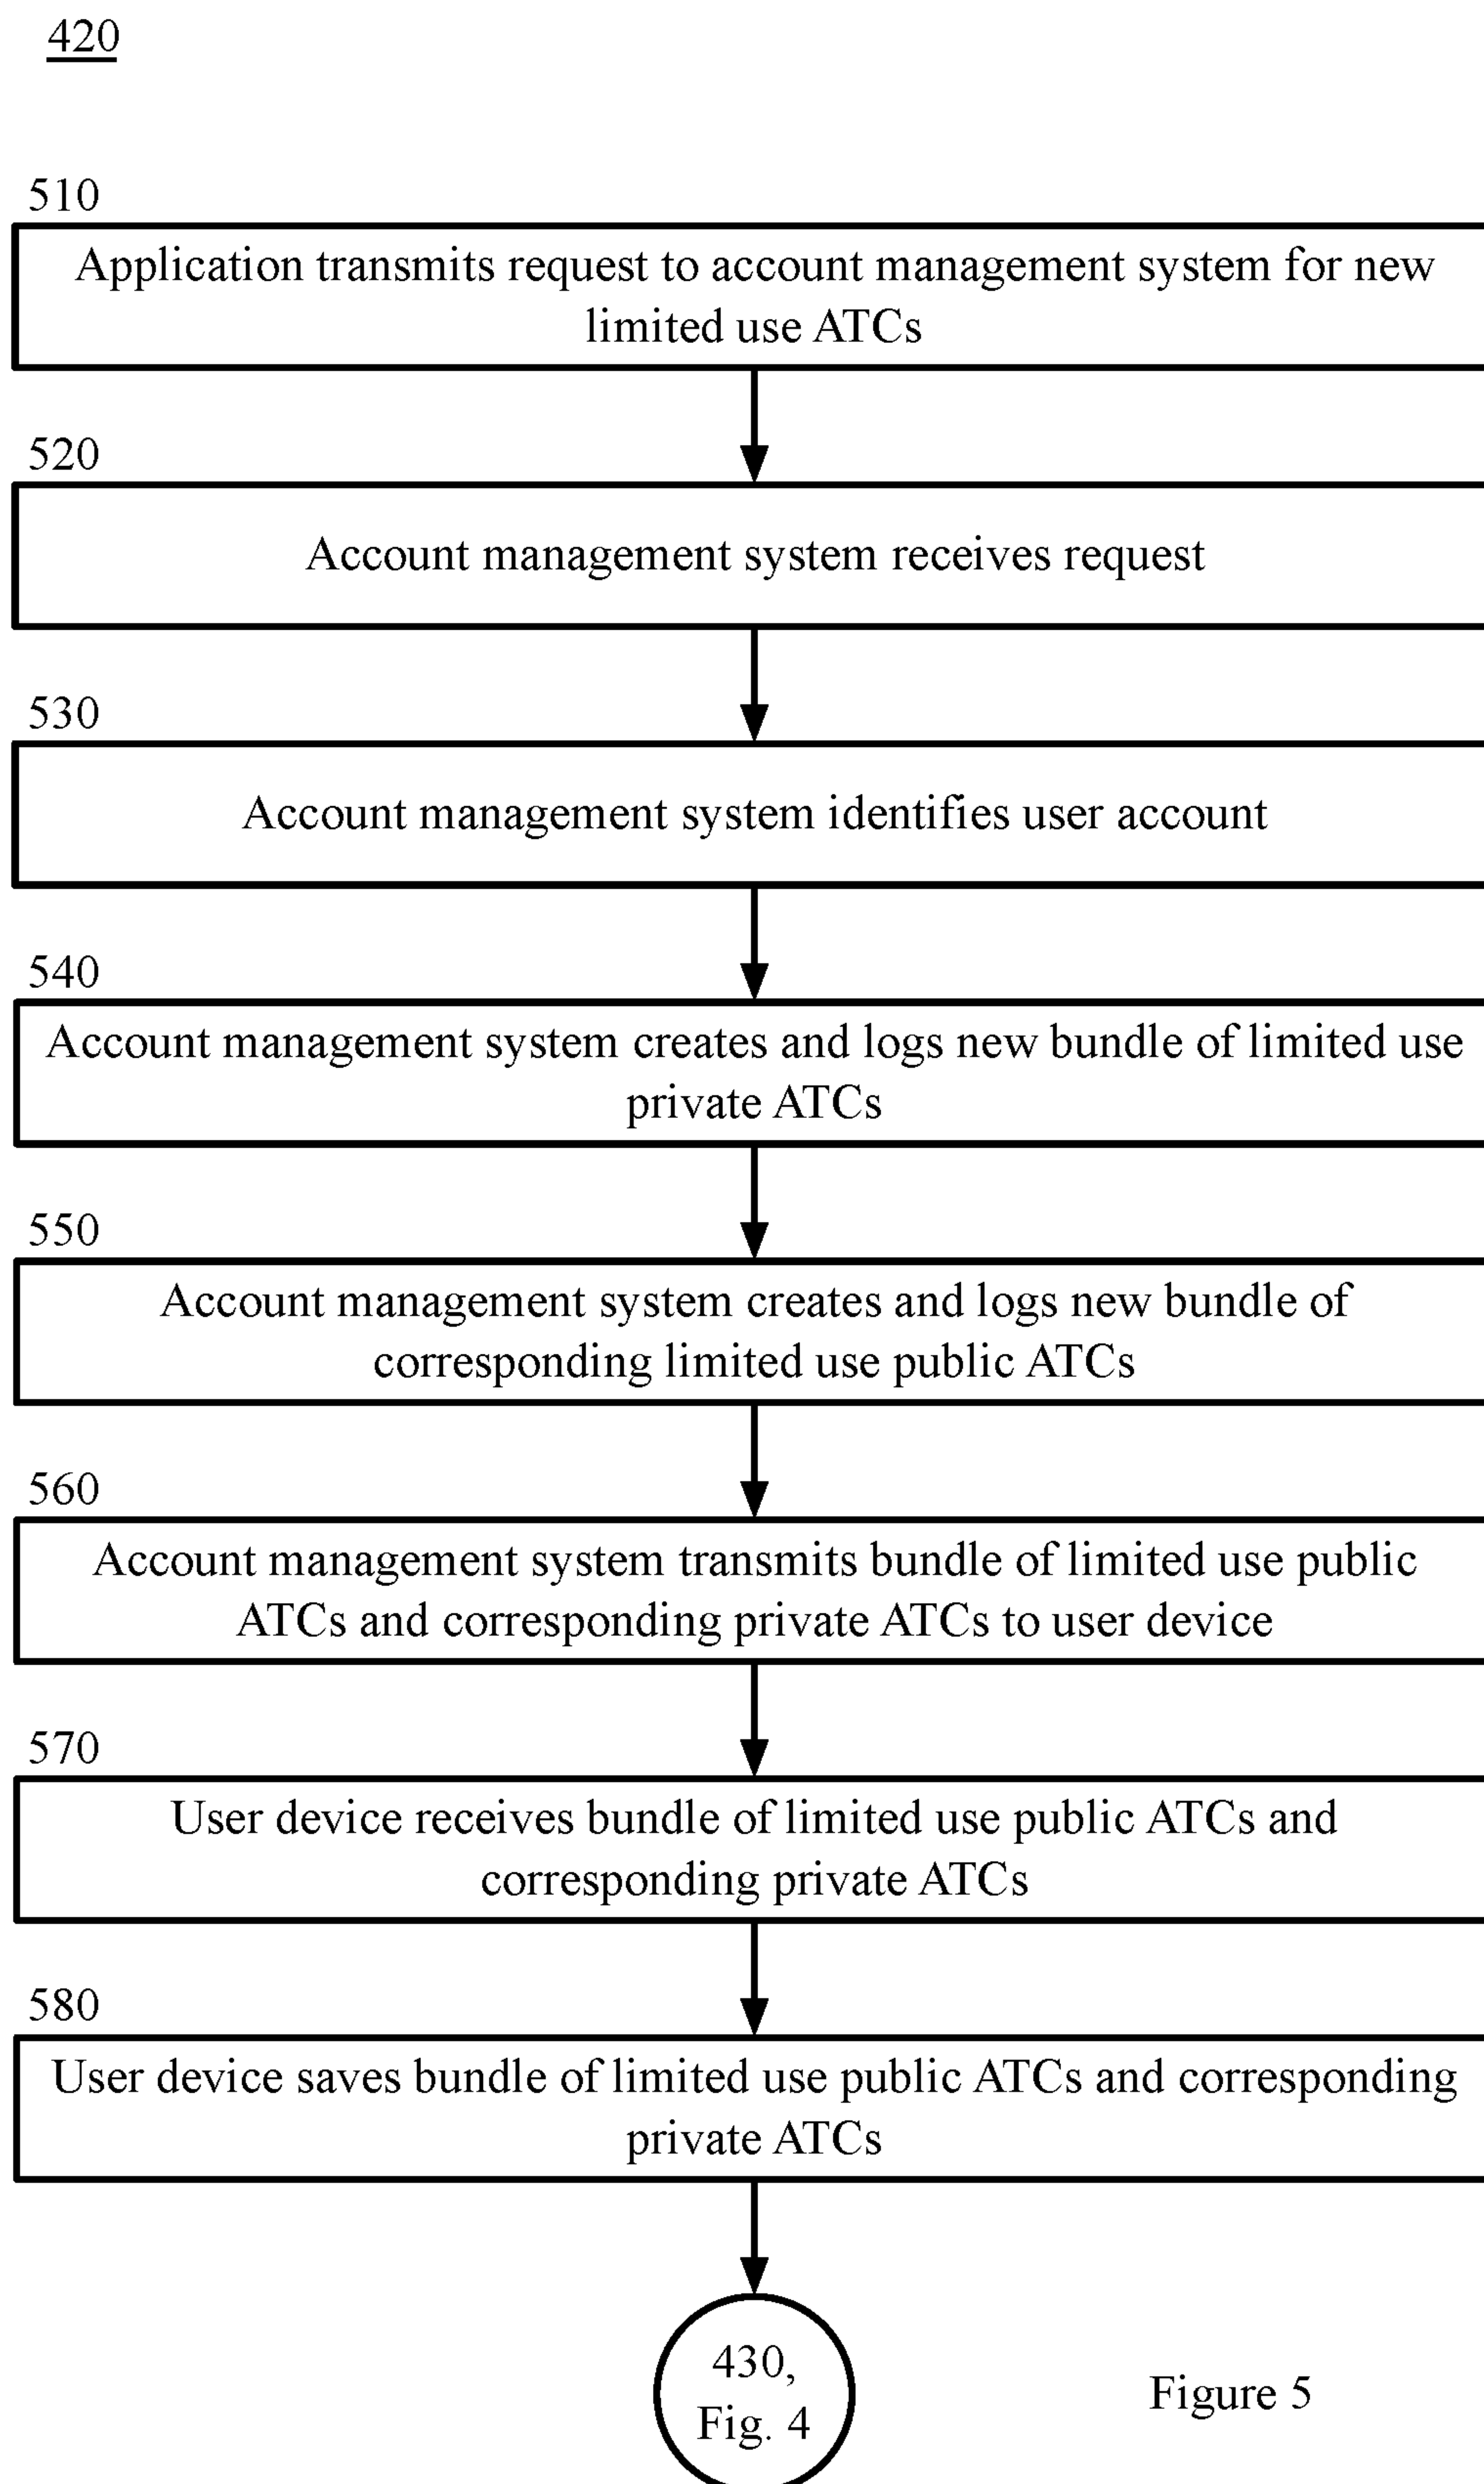 420
510
Application transmits request to account management system for new
limited use ATCs
520
Account management system receives request
530
Account management system identifies user account
540
Account management system creates and logs new bundle of limited use
private ATCs
550
Account management system creates and logs new bundle of
corresponding limited use public ATCs
560
Account management system transmits bundle of limited use public
ATCs and corresponding private ATCs to user device
570
User device receives bundle of limited use public ATCs and
corresponding private ATCs
580
User device saves bundle of limited use public ATCs and corresponding
private ATCs
430,
Fig. 4
Figure 5